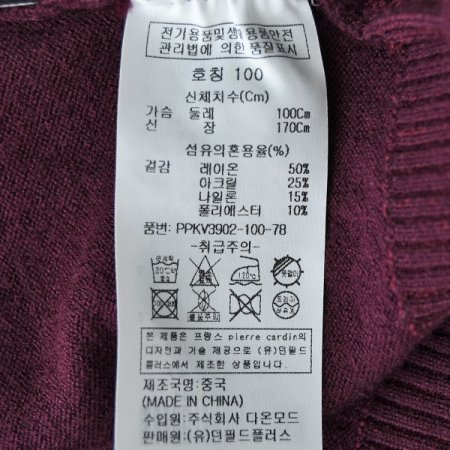 전기용품및생활용품안전
관리법에 의한 품질표시
호칭 100
신체치수(Cm)
가슴 둘레 100Cm
신 장 170Cm
섬유의혼용율(%)
겉감 레이온 50%
아크릴 25%
나일론 15%
폴리에스터 10%
품번: PPKV3902-100-78
-취급주의-
본 제품은 프랑스 pierre cardin의
디자인과 기술 제공으로 (유)던필드
플러스에서 제조한 상품입니다.
제조국명: 중국
(MADE IN CHINA)
수입원: 주식회사 다온모드
판매원: (유)던필드플러스